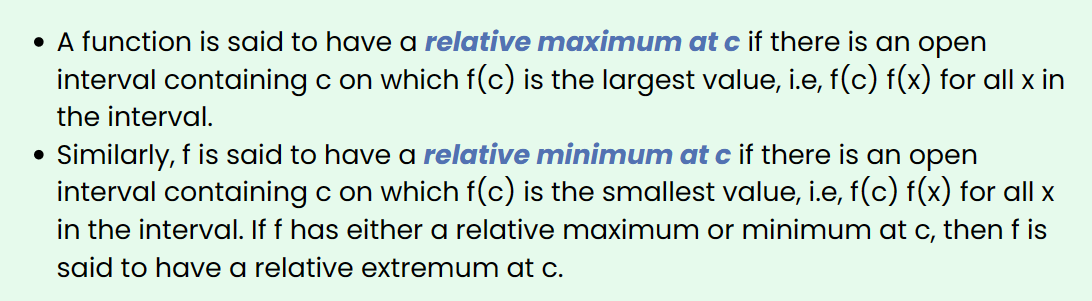 • A function is said to have a relative maximum at c if there is an open
interval containing c on which f(c) is the largest value, i.e, f(c) f(x) for all x in
the interval.
• Similarly, f is said to have a relative minimum at c if there is an open
interval containing c on which f(c) is the smallest value, i.e, f(c) f(x) for all x
in the interval. If f has either a relative maximum or minimum at c, then f is
said to have a relative extremum at c.